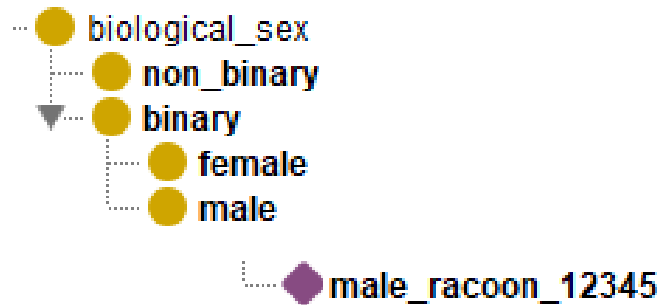 biological_sex
non_binary
binary
female
male
male_racoon_12345